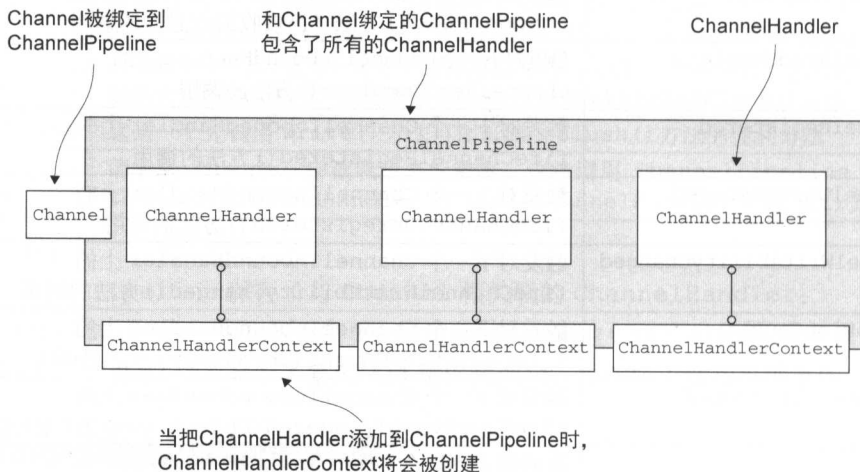 Channel被绑定到
ChannelPipeline
和Channel绑定的ChannelPipeline
包含了所有的ChannelHandler
ChannelHandler
ChannelPipeline
Channel
ChannelHandler
ChannelHandler
ChannelHandler
ChannelHandlerContext
ChannelHandlerContext
ChannelHandlerContext
当把ChannelHandler添加到ChannelPipeline时，
ChannelHandlerContext将会被创建